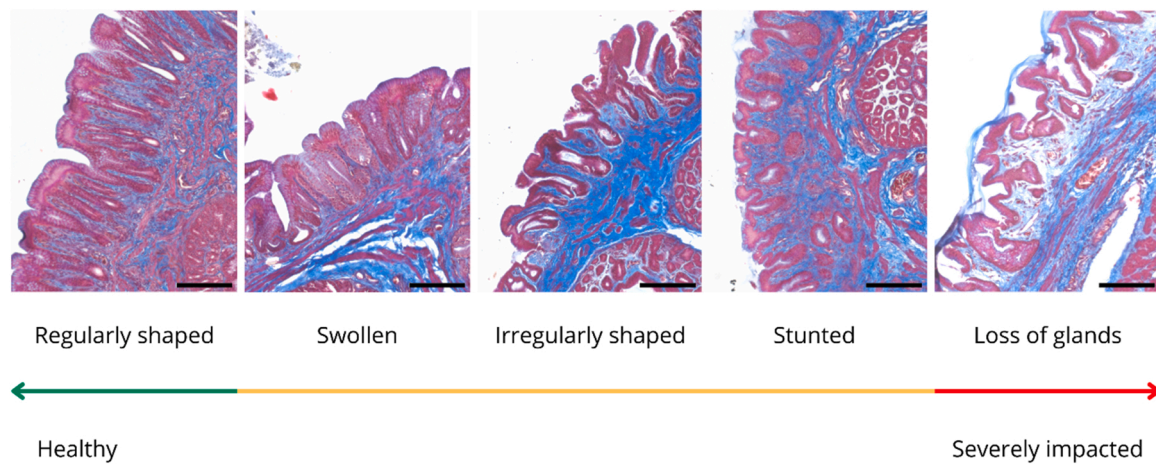 Regularly shaped
Swollen
Irregularly shaped
Stunted
Loss of glands
Healthy
Severely impacted